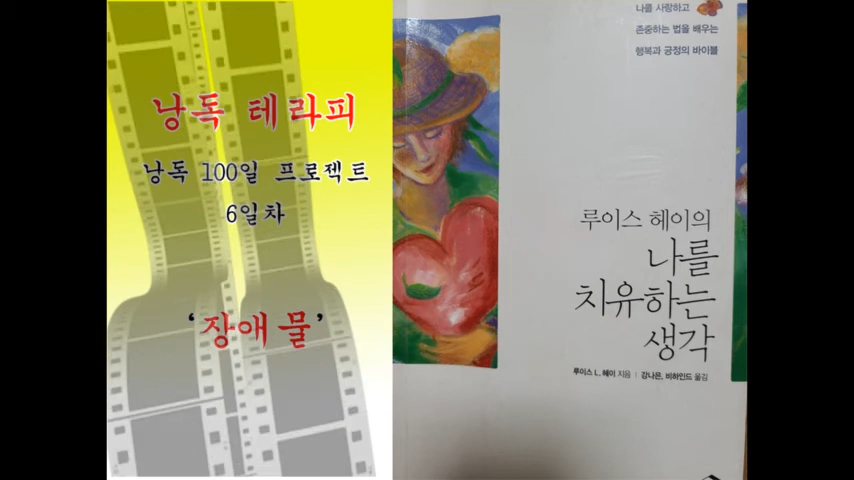 낭독 테라피
낭독 100일 프로젝트
6일차
'장애물'
나를 사랑하고
존중하는 법을 배우는
행복과 긍정의 바이블
루이스 헤이의
나를
치유하는
생각
루이스 L. 헤이 지음 | 강나은, 비하인드 옮김